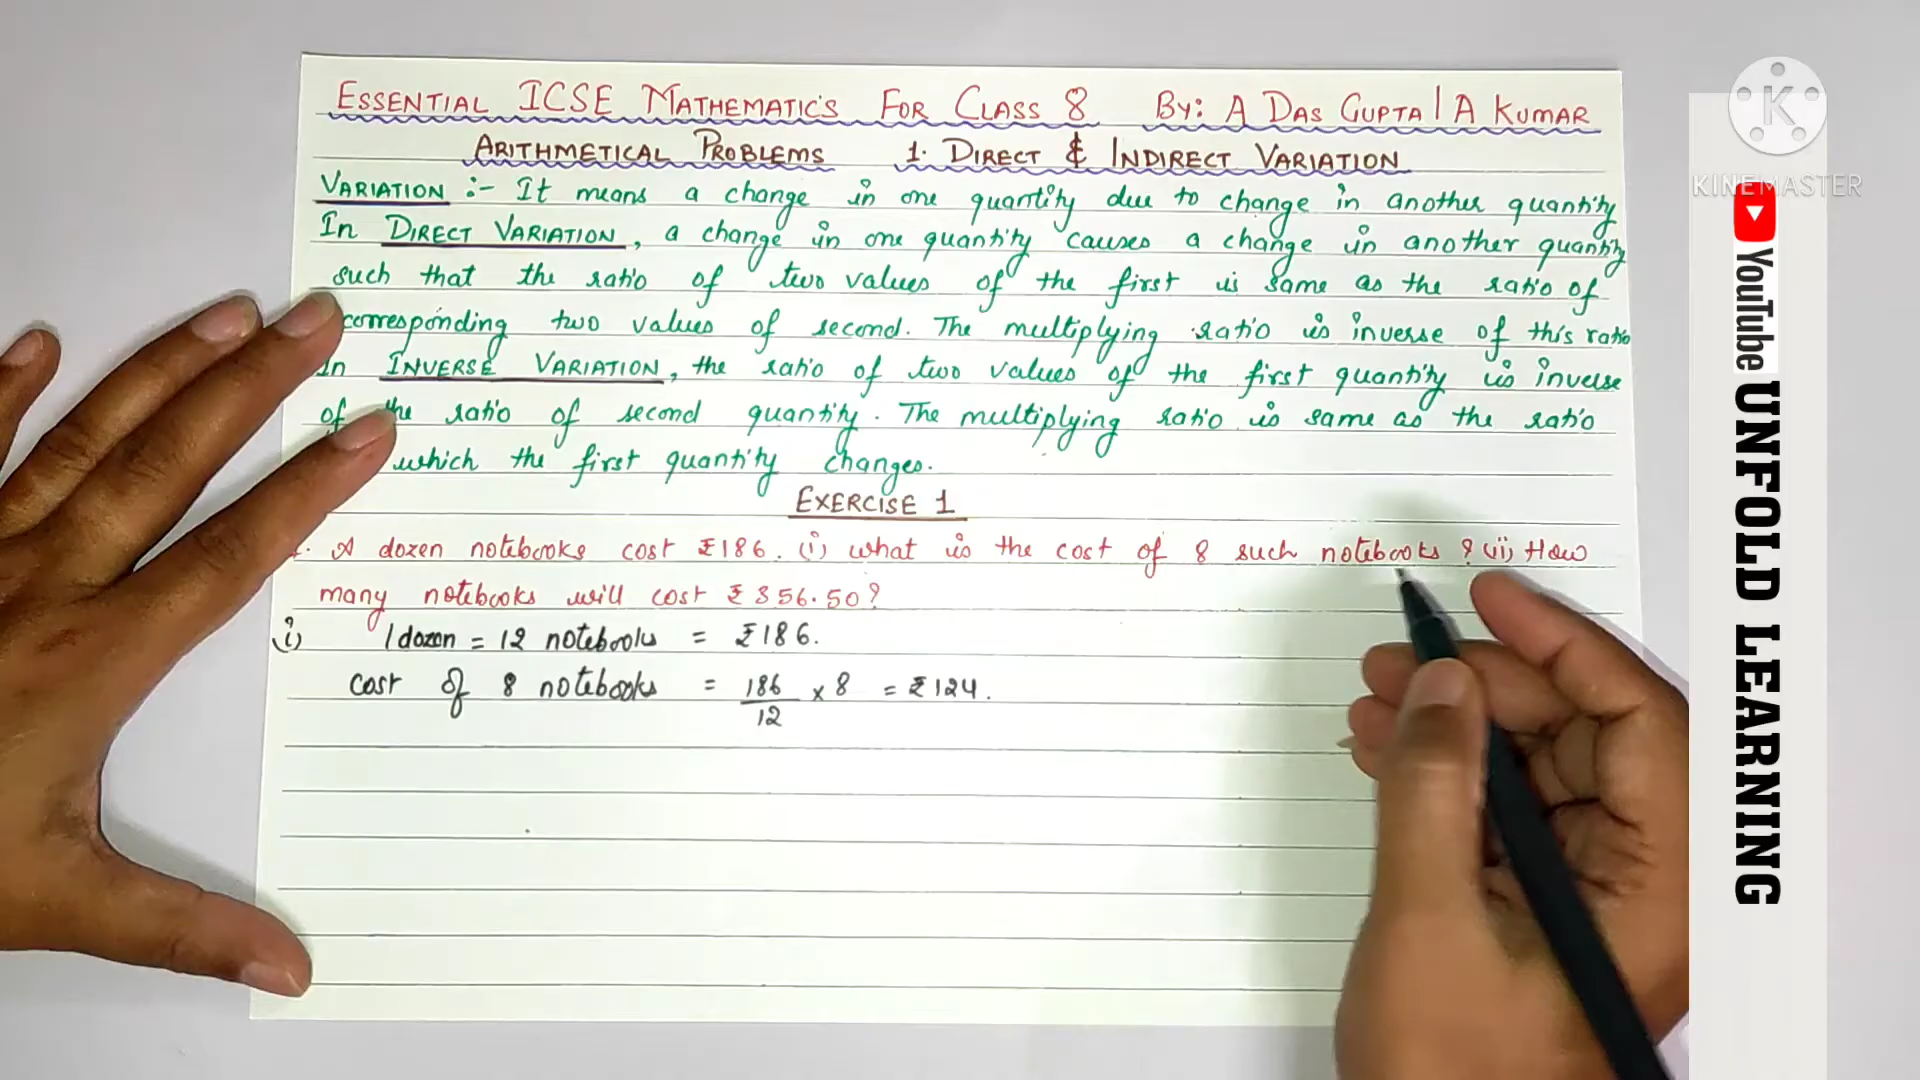 ESSENTIAL ICSE MATHEMATICS FOR CLASS 8 BY: A DAS GUPTA | A KUMAR
ARITHMETICAL PROBLEMS 1. DIRECT & INDIRECT VARIATION
VARIATION :- It means a change in one quantity due to change in another quantity
In DIRECT VARIATION, a change in one quantity causes a change in another quantity
such that the ratio of two values of the first is same as the ratio of
corresponding two values of second. The multiplying ratio is inverse of this ratio
In INVERSE VARIATION, the ratio of two values of the first quantity is inverse
of the ratio of second quantity. The multiplying ratio is same as the ratio
which the first quantity changes.
EXERCISE 1
. A dozen notebooks cost ₹186. (i) what is the cost of 8 such notebooks ? (ii) How
many notebooks will cost ₹356.50?
(i) 1 dozen = 12 notebooks = ₹186.
cost of 8 notebooks = 186/12 × 8 = ₹124.
K
KINEMASTER
YouTube UNFOLD LEARNING